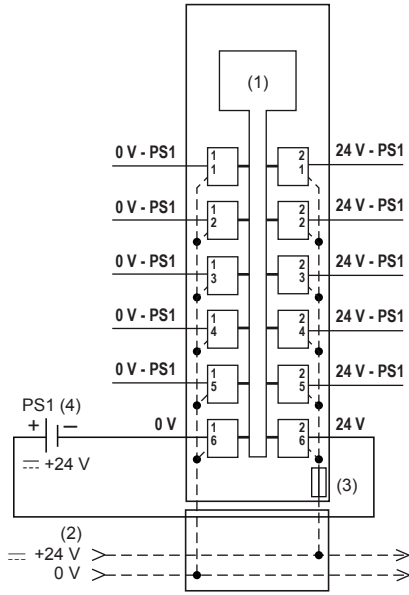 (1)
0 V - PS1 1 1 2 1 24 V - PS1
0 V - PS1 1 2 2 2 24 V - PS1
0 V - PS1 1 3 2 3 24 V - PS1
0 V - PS1 1 4 2 4 24 V - PS1
0 V - PS1 1 5 2 5 24 V - PS1
PS1 (4)
+ − 0 V 1 6 2 6 24 V
⎓ +24 V
(3)
(2)
⎓ +24 V
0 V